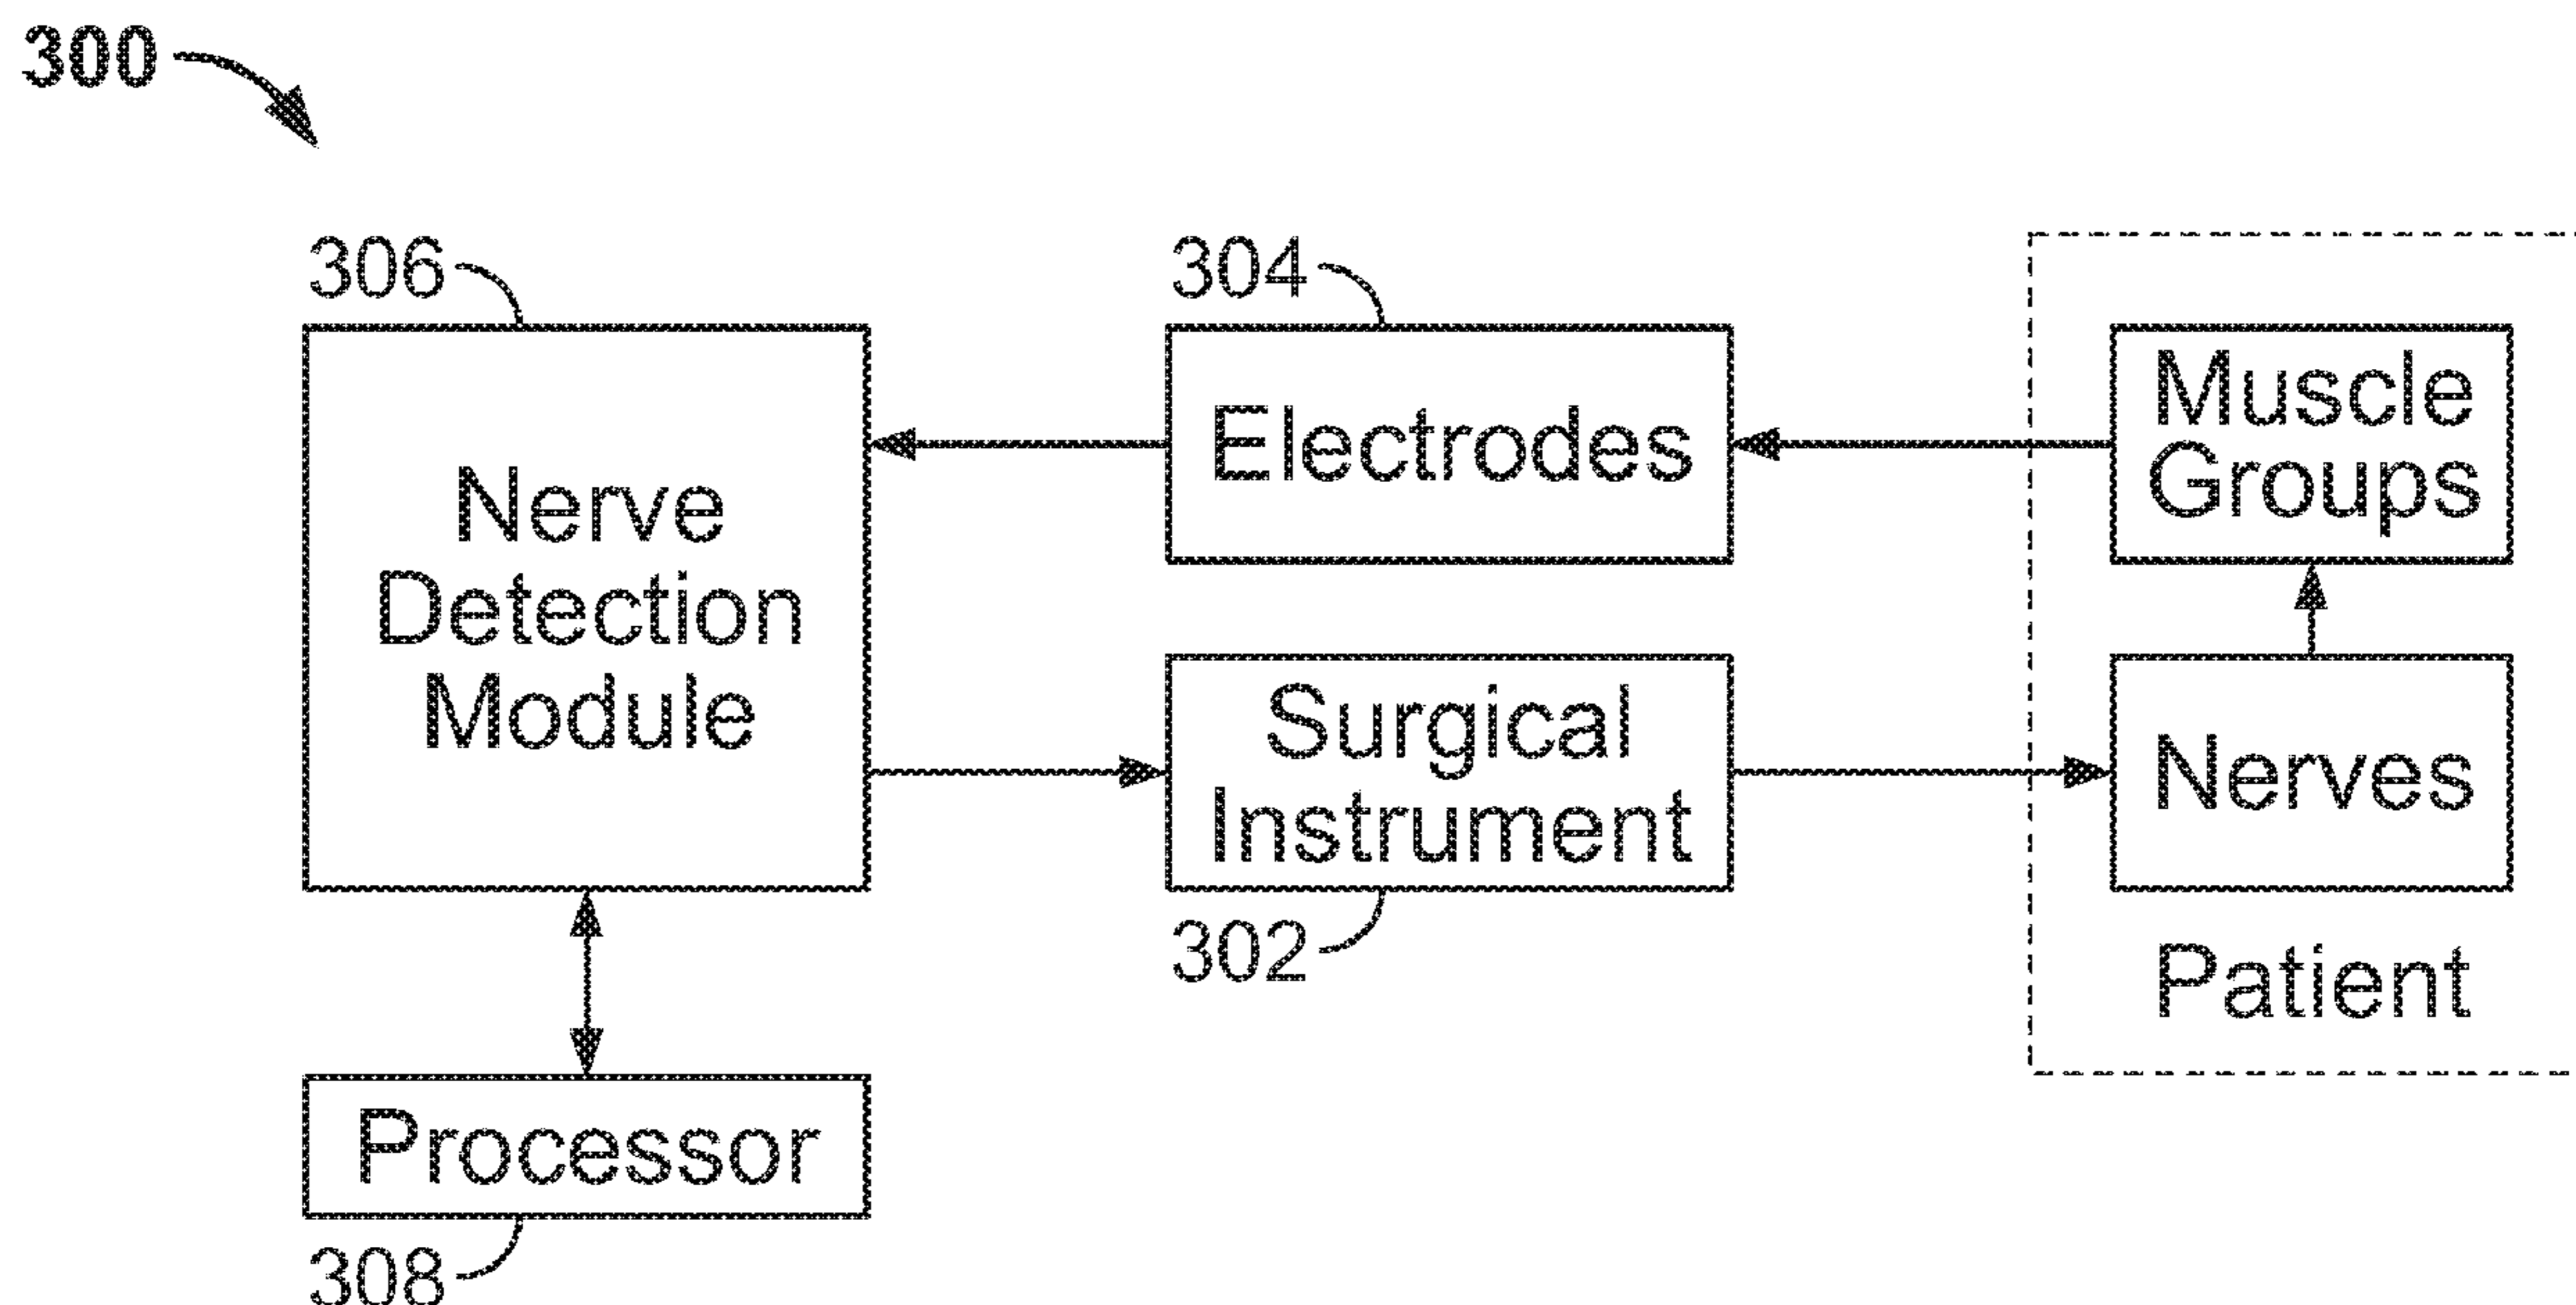 300
306
Nerve
Detection
Module
304
Electrodes
Muscle
Groups
Surgical
Instrument
302
Nerves
Patient
Processor
308